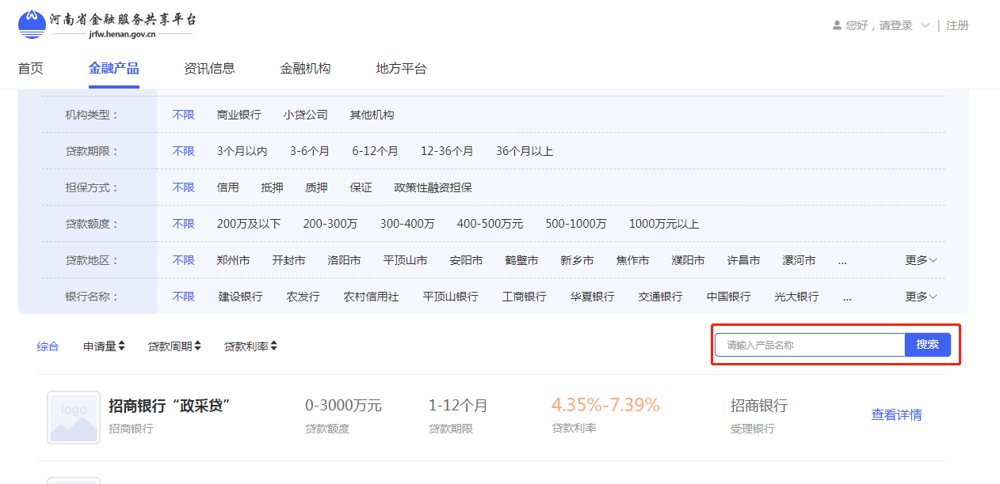 河南省金融服务共享平台
jrfw.henan.gov.cn
您好，请登录 | 注册
首页 金融产品 资讯信息 金融机构 地方平台
机构类型： 不限 商业银行 小贷公司 其他机构
贷款期限： 不限 3个月以内 3-6个月 6-12个月 12-36个月 36个月以上
担保方式： 不限 信用 抵押 质押 保证 政策性融资担保
贷款额度： 不限 200万及以下 200-300万 300-400万 400-500万元 500-1000万 1000万元以上
贷款地区： 不限 郑州市 开封市 洛阳市 平顶山市 安阳市 鹤壁市 新乡市 焦作市 濮阳市 许昌市 漯河市 ... 更多
银行名称： 不限 建设银行 农发行 农村信用社 平顶山银行 工商银行 华夏银行 交通银行 中国银行 光大银行 ... 更多
综合 申请量 贷款周期 贷款利率 请输入产品名称 搜索
logo 招商银行“政采贷” 0-3000万元 1-12个月 4.35%-7.39% 招商银行 查看详情
招商银行 贷款额度 贷款期限 贷款利率 受理银行